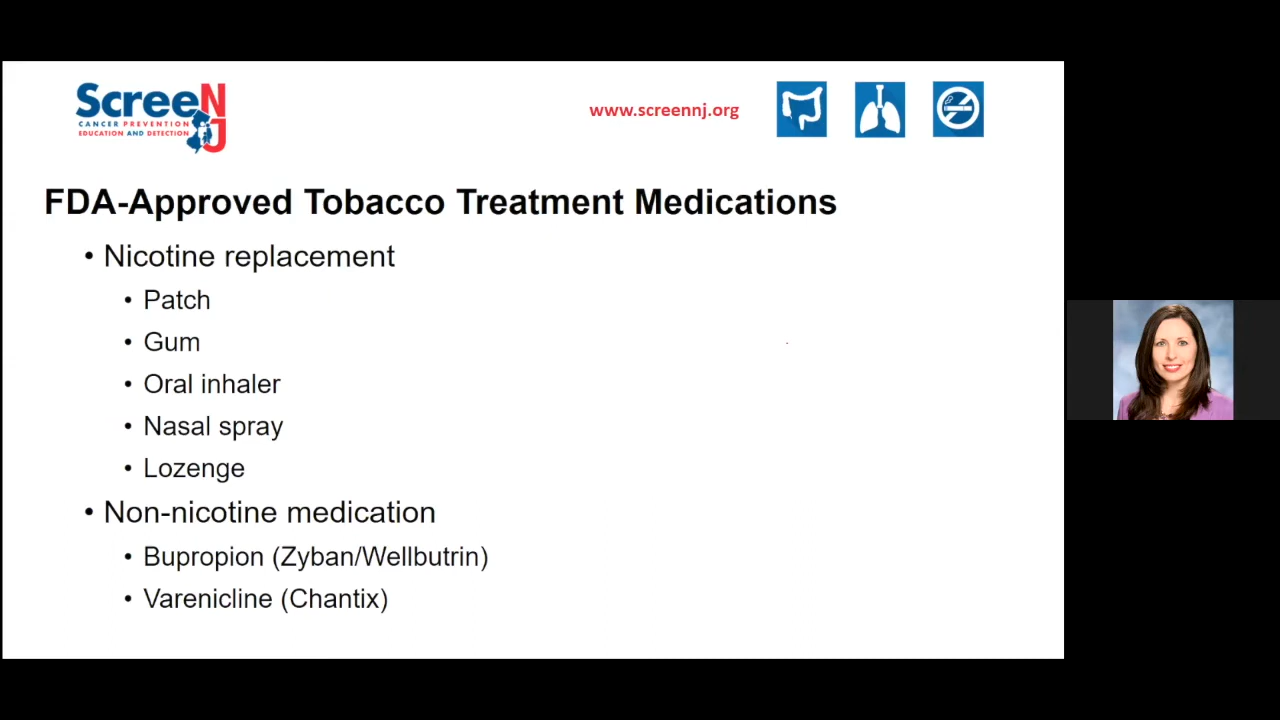 ScreeNJ
CANCER PREVENTION
EDUCATION AND DETECTION
www.screennj.org
FDA-Approved Tobacco Treatment Medications
• Nicotine replacement
• Patch
• Gum
• Oral inhaler
• Nasal spray
• Lozenge
• Non-nicotine medication
• Bupropion (Zyban/Wellbutrin)
• Varenicline (Chantix)